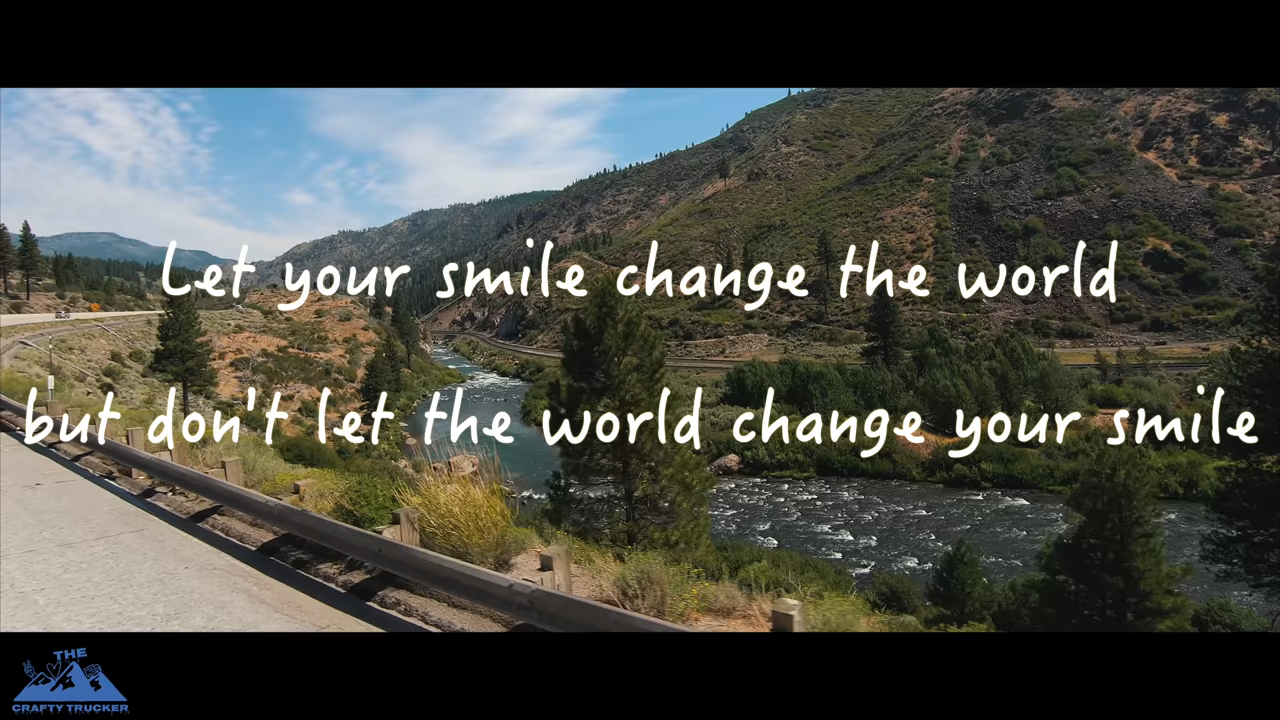 Let your smile change the world
but don't let the world change your smile
THE
CRAFTY TRUCKER